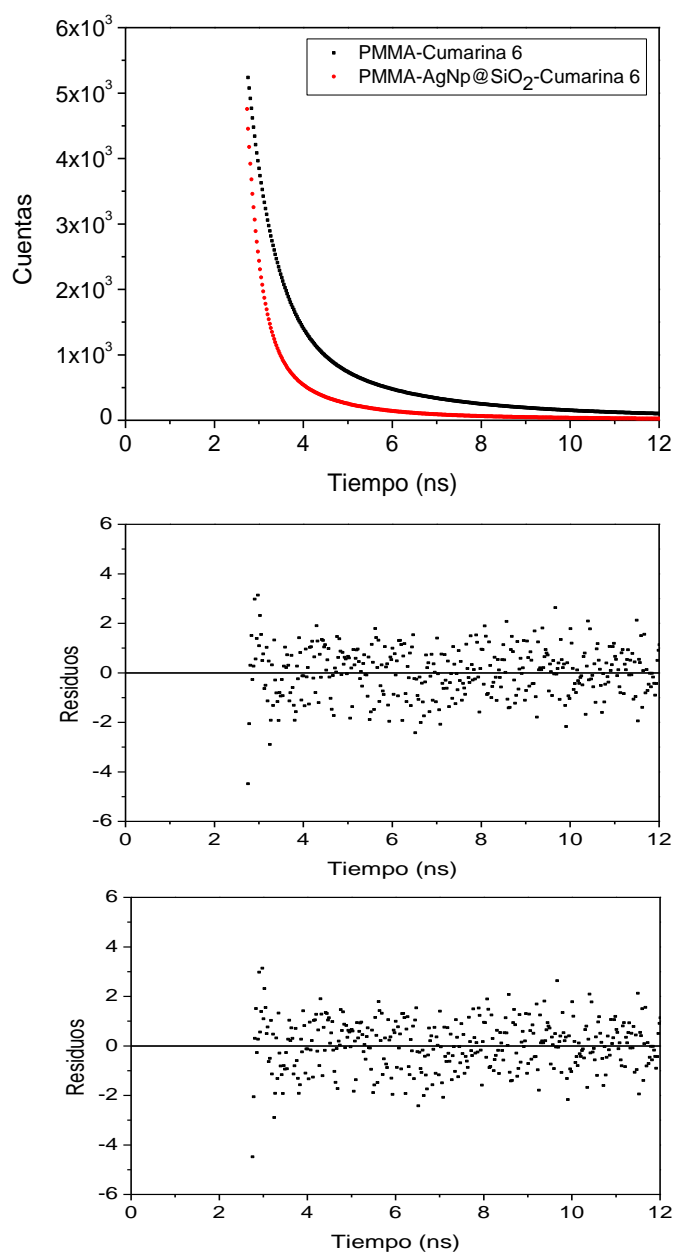 6x10³
5x10³
4x10³
3x10³
2x10³
1x10³
0
Cuentas
PMMA-Cumarina 6
PMMA-AgNp@SiO₂-Cumarina 6
0 2 4 6 8 10 12
Tiempo (ns)
6
4
2
0
-2
-4
-6
Residuos
0 2 4 6 8 10 12
Tiempo (ns)
6
4
2
0
-2
-4
-6
Residuos
0 2 4 6 8 10 12
Tiempo (ns)